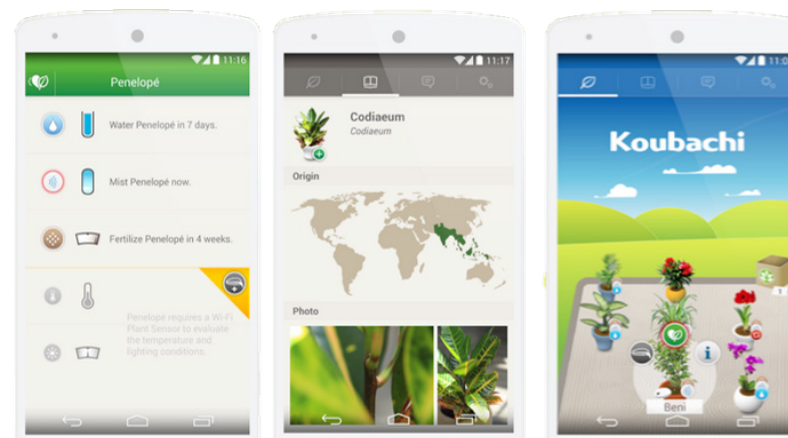 11:16
Penelopé
Water Penelopé in 7 days.
Mist Penelopé now.
Fertilize Penelopé in 4 weeks.
Penelopé requires a Wi-Fi
Plant Sensor to evaluate
the temperature and
lighting conditions.
11:17
Codiaeum
Codiaeum
Origin
Photo
11:0
Koubachi
Beni